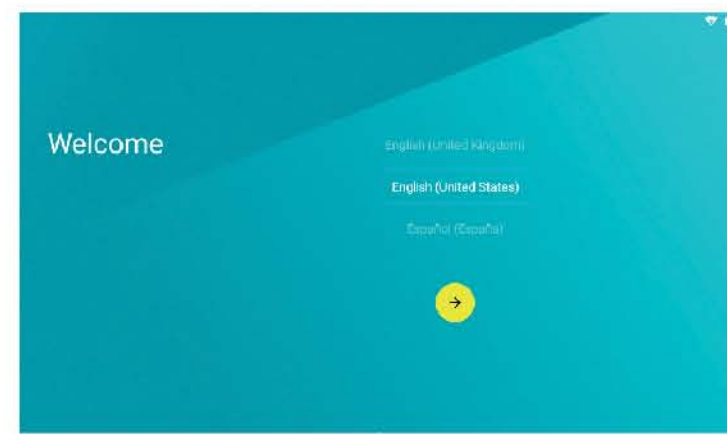 Welcome
English (United Kingdom)
English (United States)
Español (España)